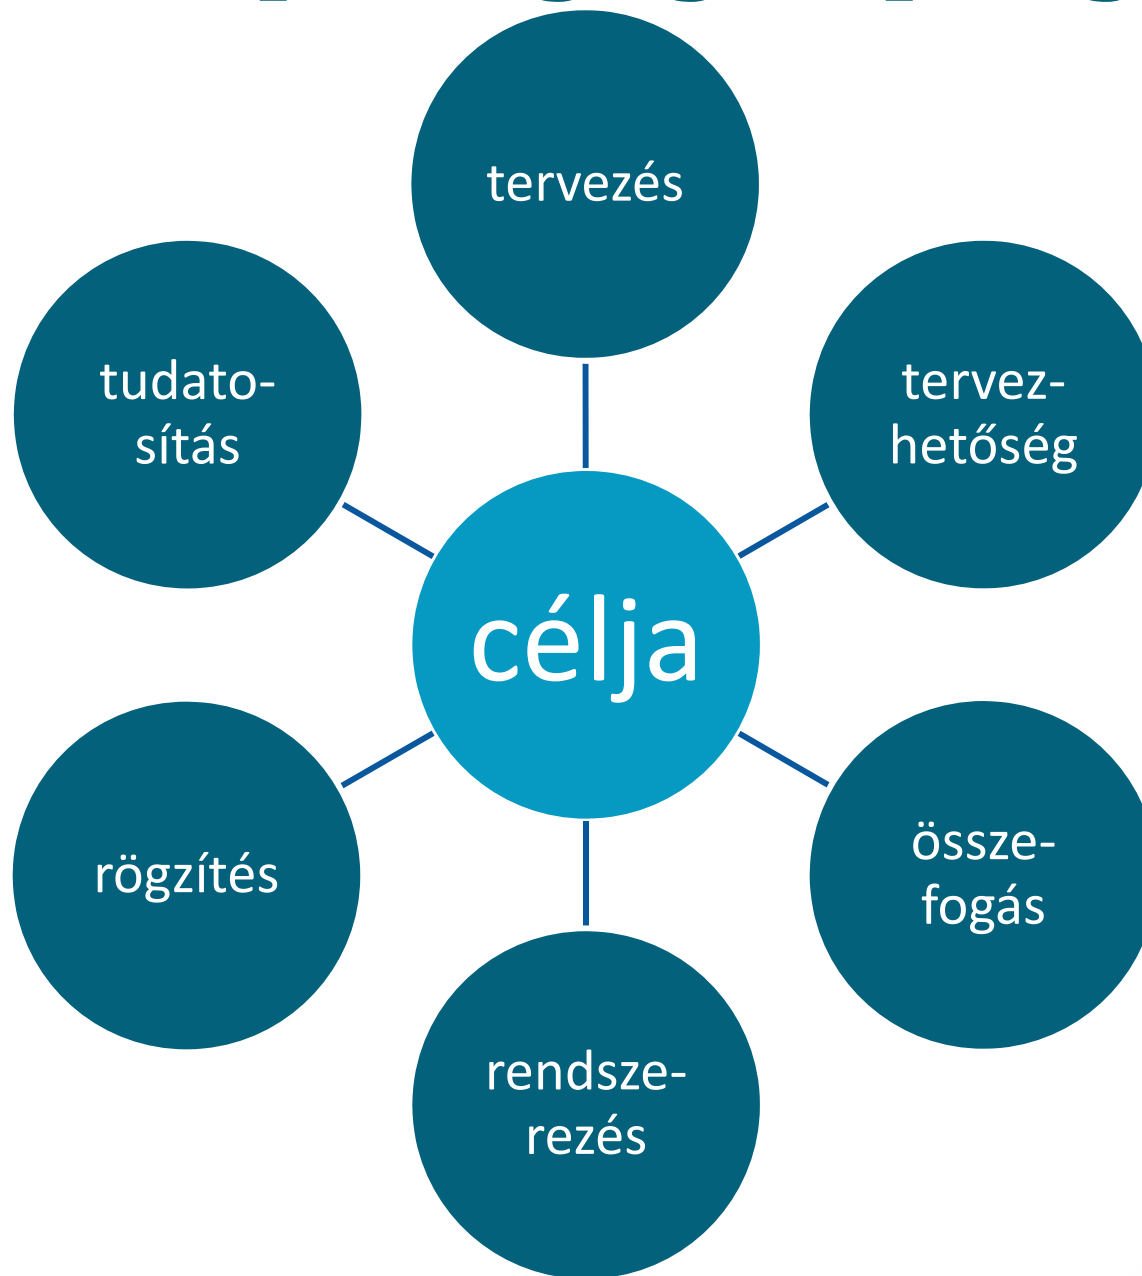 tervezés
tervez-
hetőség
össze-
fogás
rendsze-
rezés
rögzítés
tudato-
sítás
célja